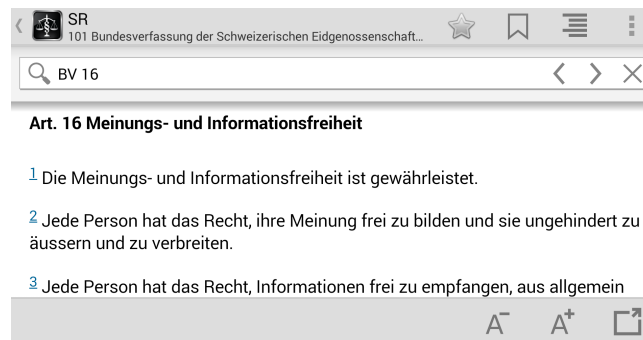 SR
101 Bundesverfassung der Schweizerischen Eidgenossenschaft...
BV 16
Art. 16 Meinungs- und Informationsfreiheit
1 Die Meinungs- und Informationsfreiheit ist gewährleistet.
2 Jede Person hat das Recht, ihre Meinung frei zu bilden und sie ungehindert zu
äussern und zu verbreiten.
3 Jede Person hat das Recht, Informationen frei zu empfangen, aus allgemein
A- A+